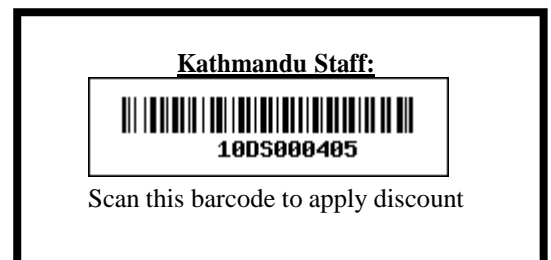 Kathmandu Staff:
10DS000405
Scan this barcode to apply discount